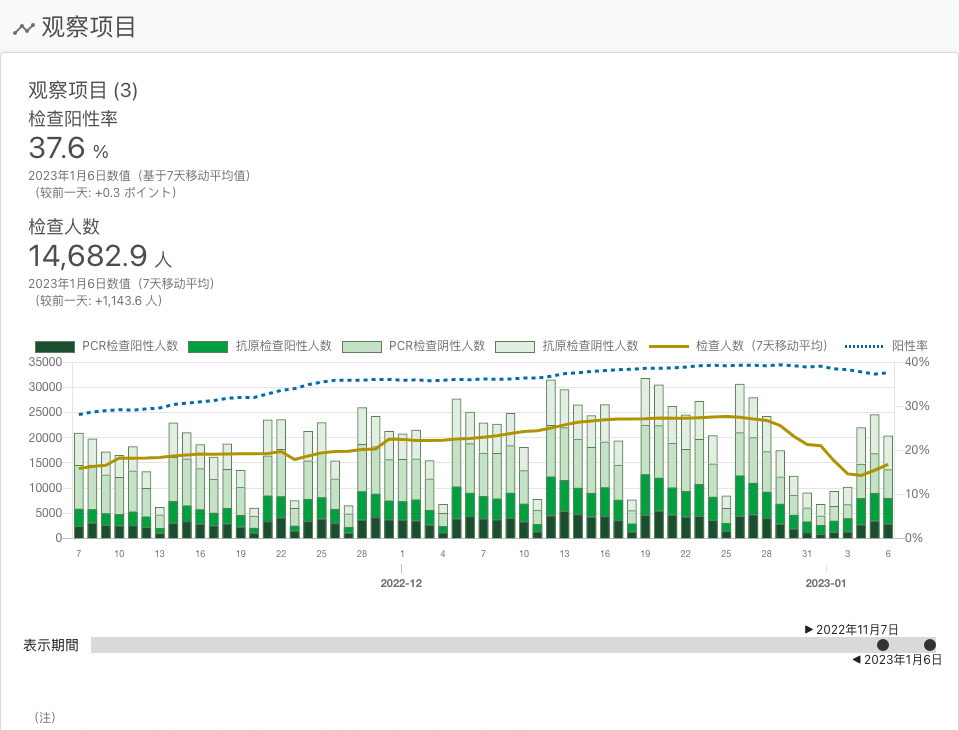 观察项目
观察项目 (3)
检查阳性率
37.6 %
2023年1月6日数值（基于7天移动平均值）
（较前一天: +0.3 ポイント）
检查人数
14,682.9 人
2023年1月6日数值（7天移动平均）
（较前一天: +1,143.6 人）
PCR检查阳性人数 抗原检查阳性人数 PCR检查阴性人数 抗原检查阴性人数 检查人数（7天移动平均） 阳性率
35000 40%
30000
25000 30%
20000
15000 20%
10000 10%
5000
0 0%
7 10 13 16 19 22 25 28 1 4 7 10 13 16 19 22 25 28 31 3 6
2022-12 2023-01
▶ 2022年11月7日
表示期間
◀ 2023年1月6日
（注）